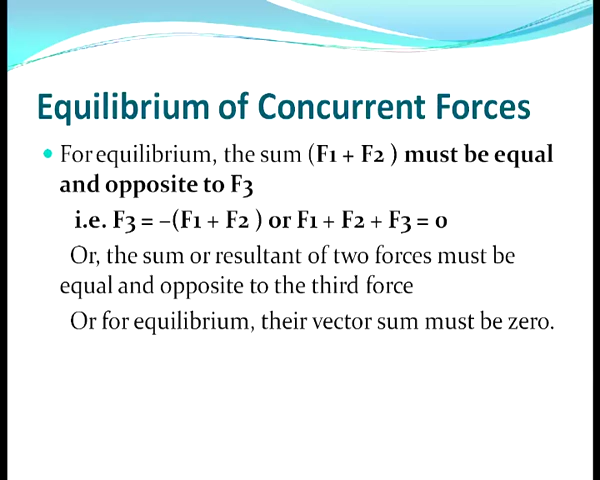 Equilibrium of Concurrent Forces
• For equilibrium, the sum (F1 + F2 ) must be equal
and opposite to F3
i.e. F3 = –(F1 + F2 ) or F1 + F2 + F3 = 0
Or, the sum or resultant of two forces must be
equal and opposite to the third force
Or for equilibrium, their vector sum must be zero.